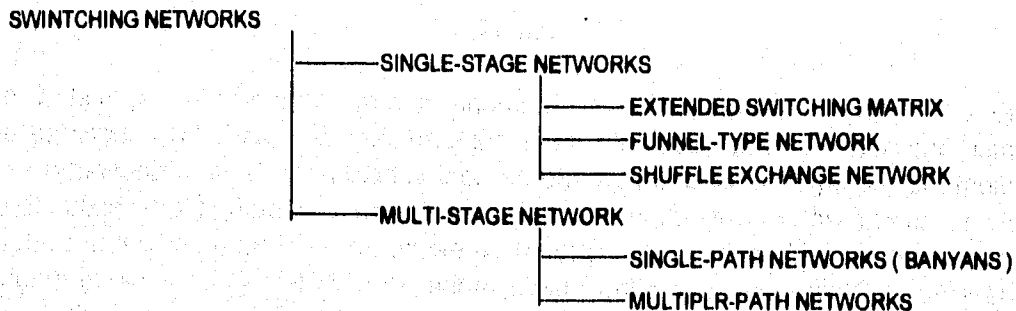 SWINTCHING NETWORKS
SINGLE-STAGE NETWORKS
EXTENDED SWITCHING MATRIX
FUNNEL-TYPE NETWORK
SHUFFLE EXCHANGE NETWORK
MULTI-STAGE NETWORK
SINGLE-PATH NETWORKS ( BANYANS )
MULTIPLR-PATH NETWORKS